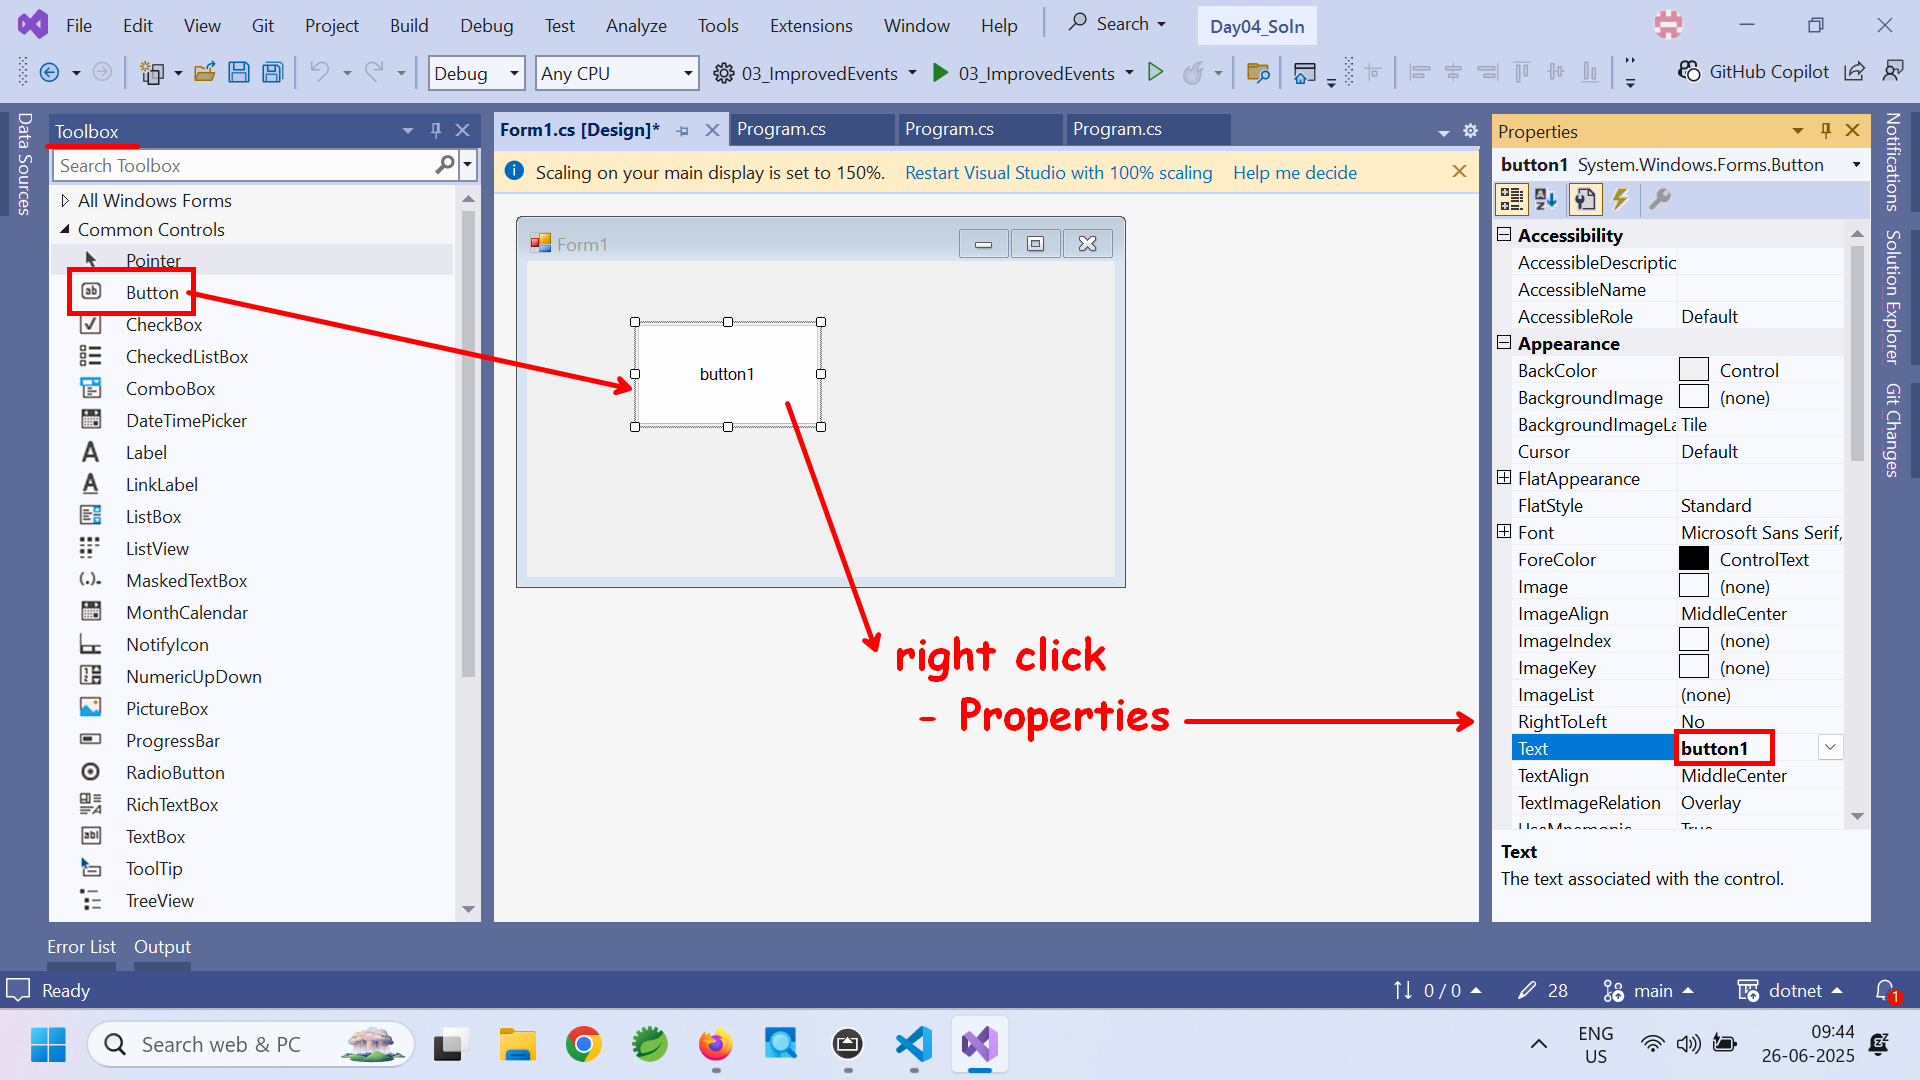 File Edit View Git Project Build Debug Test Analyze Tools Extensions Window Help Search Day04_Soln
Debug Any CPU 03_ImprovedEvents 03_ImprovedEvents GitHub Copilot
Data Sources
Toolbox
Search Toolbox
All Windows Forms
Common Controls
Pointer
Button
CheckBox
CheckedListBox
ComboBox
DateTimePicker
Label
LinkLabel
ListBox
ListView
MaskedTextBox
MonthCalendar
NotifyIcon
NumericUpDown
PictureBox
ProgressBar
RadioButton
RichTextBox
TextBox
ToolTip
TreeView
Form1.cs [Design]* Program.cs Program.cs Program.cs
Scaling on your main display is set to 150%. Restart Visual Studio with 100% scaling Help me decide
Form1
button1
right click
- Properties
Properties
button1 System.Windows.Forms.Button
Accessibility
AccessibleDescriptic
AccessibleName
AccessibleRole Default
Appearance
BackColor Control
BackgroundImage (none)
BackgroundImageLa Tile
Cursor Default
FlatAppearance
FlatStyle Standard
Font Microsoft Sans Serif,
ForeColor ControlText
Image (none)
ImageAlign MiddleCenter
ImageIndex (none)
ImageKey (none)
ImageList (none)
RightToLeft No
Text button1
TextAlign MiddleCenter
TextImageRelation Overlay
UseMnemonic True
Text
The text associated with the control.
Notifications
Solution Explorer
Git Changes
Error List Output
Ready 0 / 0 28 main dotnet 1
Search web & PC
ENG
US
09:44
26-06-2025